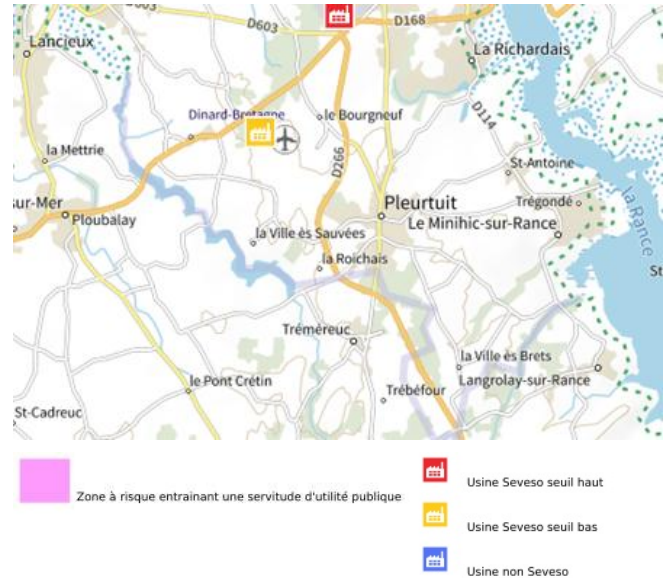 D603
D603
D168
Lancieux
La Richardais
Dinard-Bretagne
le Bourgneuf
D114
la Mettrie
D266
St-Antoine
sur-Mer
Ploubalay
Pleurtuit
Trégondé
Le Minihic-sur-Rance
la Rance
la Ville ès Sauvées
la Roichais
St
Tréméreuc
la Ville ès Brets
le Pont Crétin
Trébéfour
Langrolay-sur-Rance
St-Cadreuc
Zone à risque entrainant une servitude d'utilité publique
Usine Seveso seuil haut
Usine Seveso seuil bas
Usine non Seveso